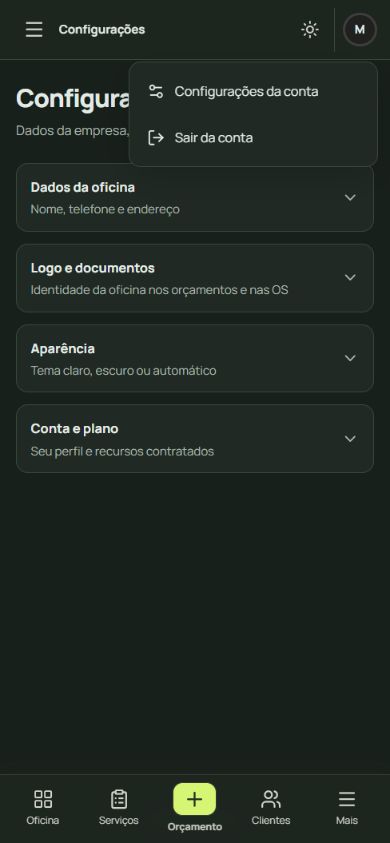 Configurações
M
Configurações da conta
Sair da conta
Configura
Dados da empresa,
Dados da oficina
Nome, telefone e endereço
Logo e documentos
Identidade da oficina nos orçamentos e nas OS
Aparência
Tema claro, escuro ou automático
Conta e plano
Seu perfil e recursos contratados
Oficina
Serviços
Orçamento
Clientes
Mais